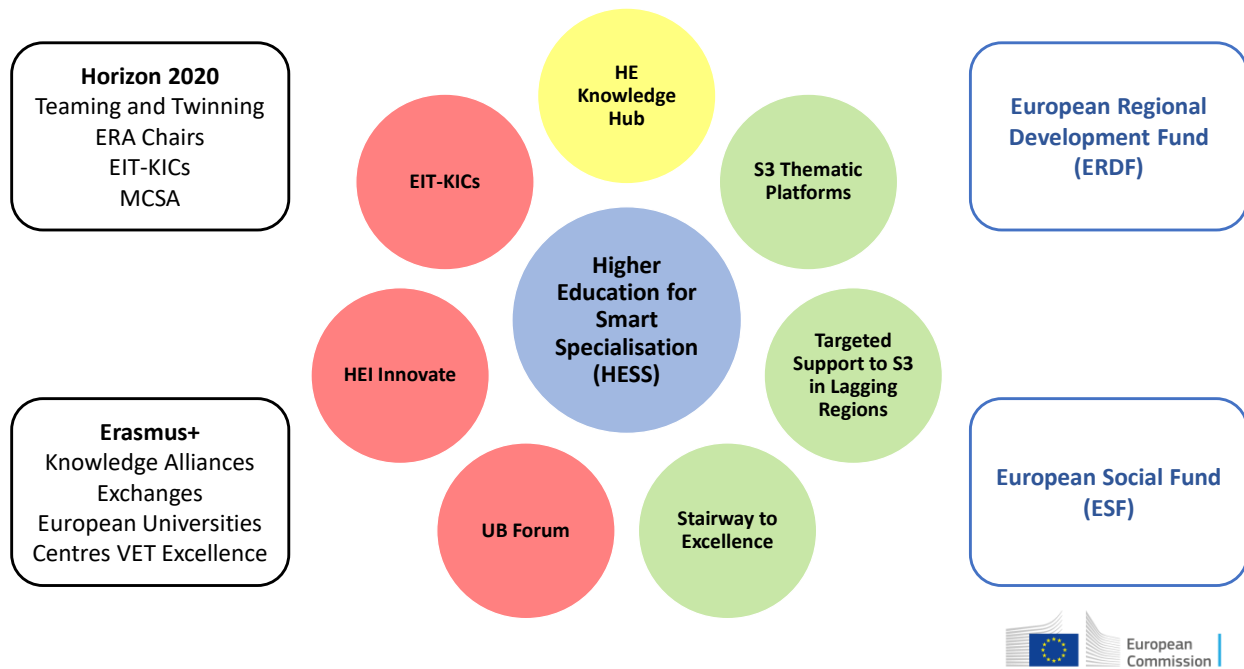 Horizon 2020
Teaming and Twinning
ERA Chairs
EIT-KICs
MCSA
Erasmus+
Knowledge Alliances
Exchanges
European Universities
Centres VET Excellence
HE
Knowledge
Hub
EIT-KICs
S3 Thematic
Platforms
Higher
Education for
Smart
Specialisation
(HESS)
HEI Innovate
Targeted
Support to S3
in Lagging
Regions
UB Forum
Stairway to
Excellence
European Regional
Development Fund
(ERDF)
European Social Fund
(ESF)
European
Commission